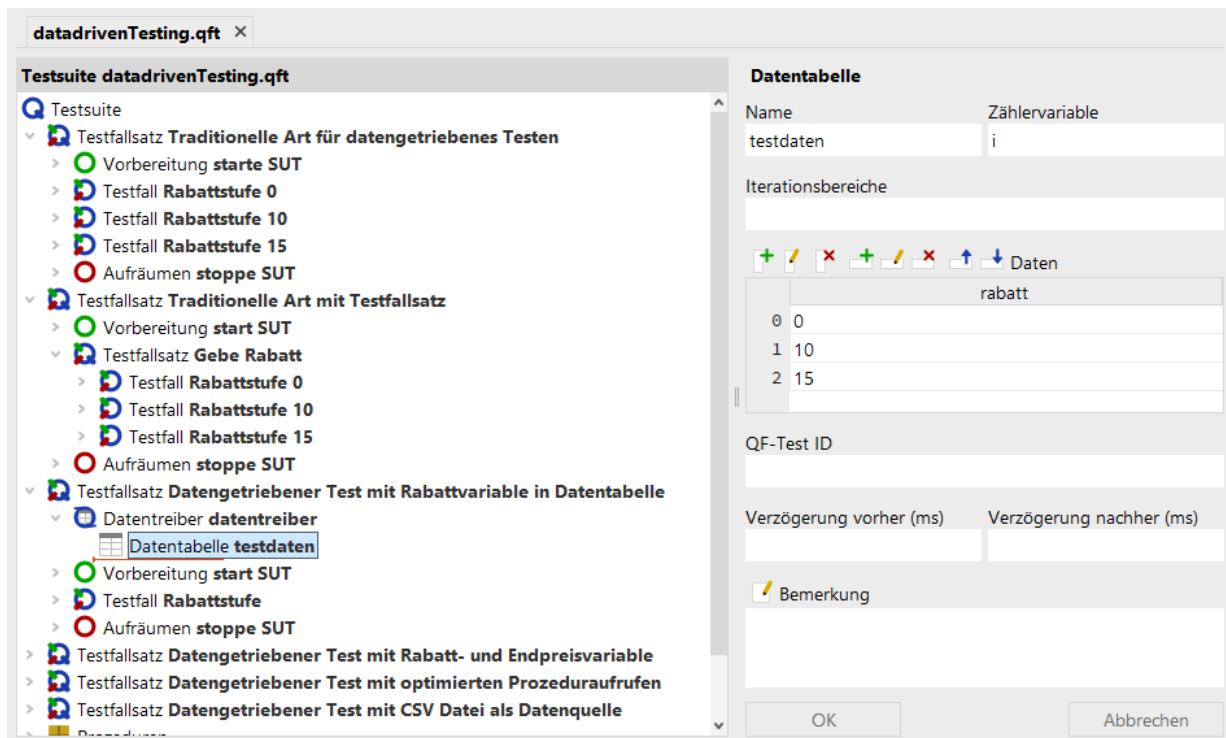 datadrivenTesting.qft ×
Testsuite datadrivenTesting.qft
Testsuite
Testfallsatz Traditionelle Art für datengetriebenes Testen
Vorbereitung starte SUT
Testfall Rabattstufe 0
Testfall Rabattstufe 10
Testfall Rabattstufe 15
Aufräumen stoppe SUT
Testfallsatz Traditionelle Art mit Testfallsatz
Vorbereitung start SUT
Testfallsatz Gebe Rabatt
Testfall Rabattstufe 0
Testfall Rabattstufe 10
Testfall Rabattstufe 15
Aufräumen stoppe SUT
Testfallsatz Datengetriebener Test mit Rabattvariable in Datentabelle
Datentreiber datentreiber
Datentabelle testdaten
Vorbereitung start SUT
Testfall Rabattstufe
Aufräumen stoppe SUT
Testfallsatz Datengetriebener Test mit Rabatt- und Endpreisvariable
Testfallsatz Datengetriebener Test mit optimierten Prozeduraufrufen
Testfallsatz Datengetriebener Test mit CSV Datei als Datenquelle
Prozeduren
Datentabelle
Name Zählervariable
testdaten i
Iterationsbereiche
Daten
rabatt
0 0
1 10
2 15
QF-Test ID
Verzögerung vorher (ms) Verzögerung nachher (ms)
Bemerkung
OK Abbrechen